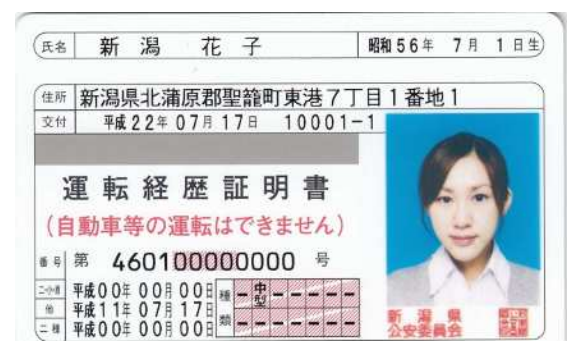 氏名 新潟 花子 昭和56年 7月 1日生
住所 新潟県北蒲原郡聖籠町東港7丁目1番地1
交付 平成22年07月17日 10001-1
運転経歴証明書
(自動車等の運転はできません)
番号 第 460100000000 号
二・小・原 平成00年00月00日
他 平成11年07月17日
二種 平成00年00月00日
種類 - 中型 - - - - -
- - - - - - -
新潟県
公安委員会